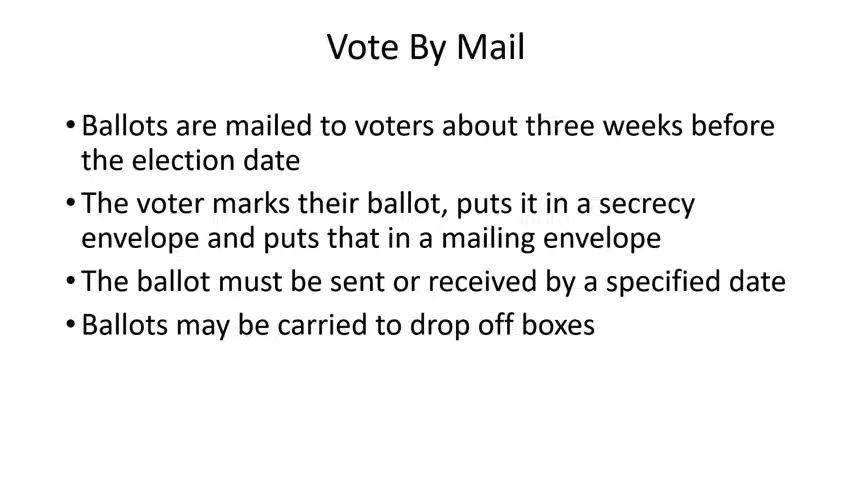 Vote By Mail
• Ballots are mailed to voters about three weeks before
the election date
• The voter marks their ballot, puts it in a secrecy
envelope and puts that in a mailing envelope
• The ballot must be sent or received by a specified date
• Ballots may be carried to drop off boxes